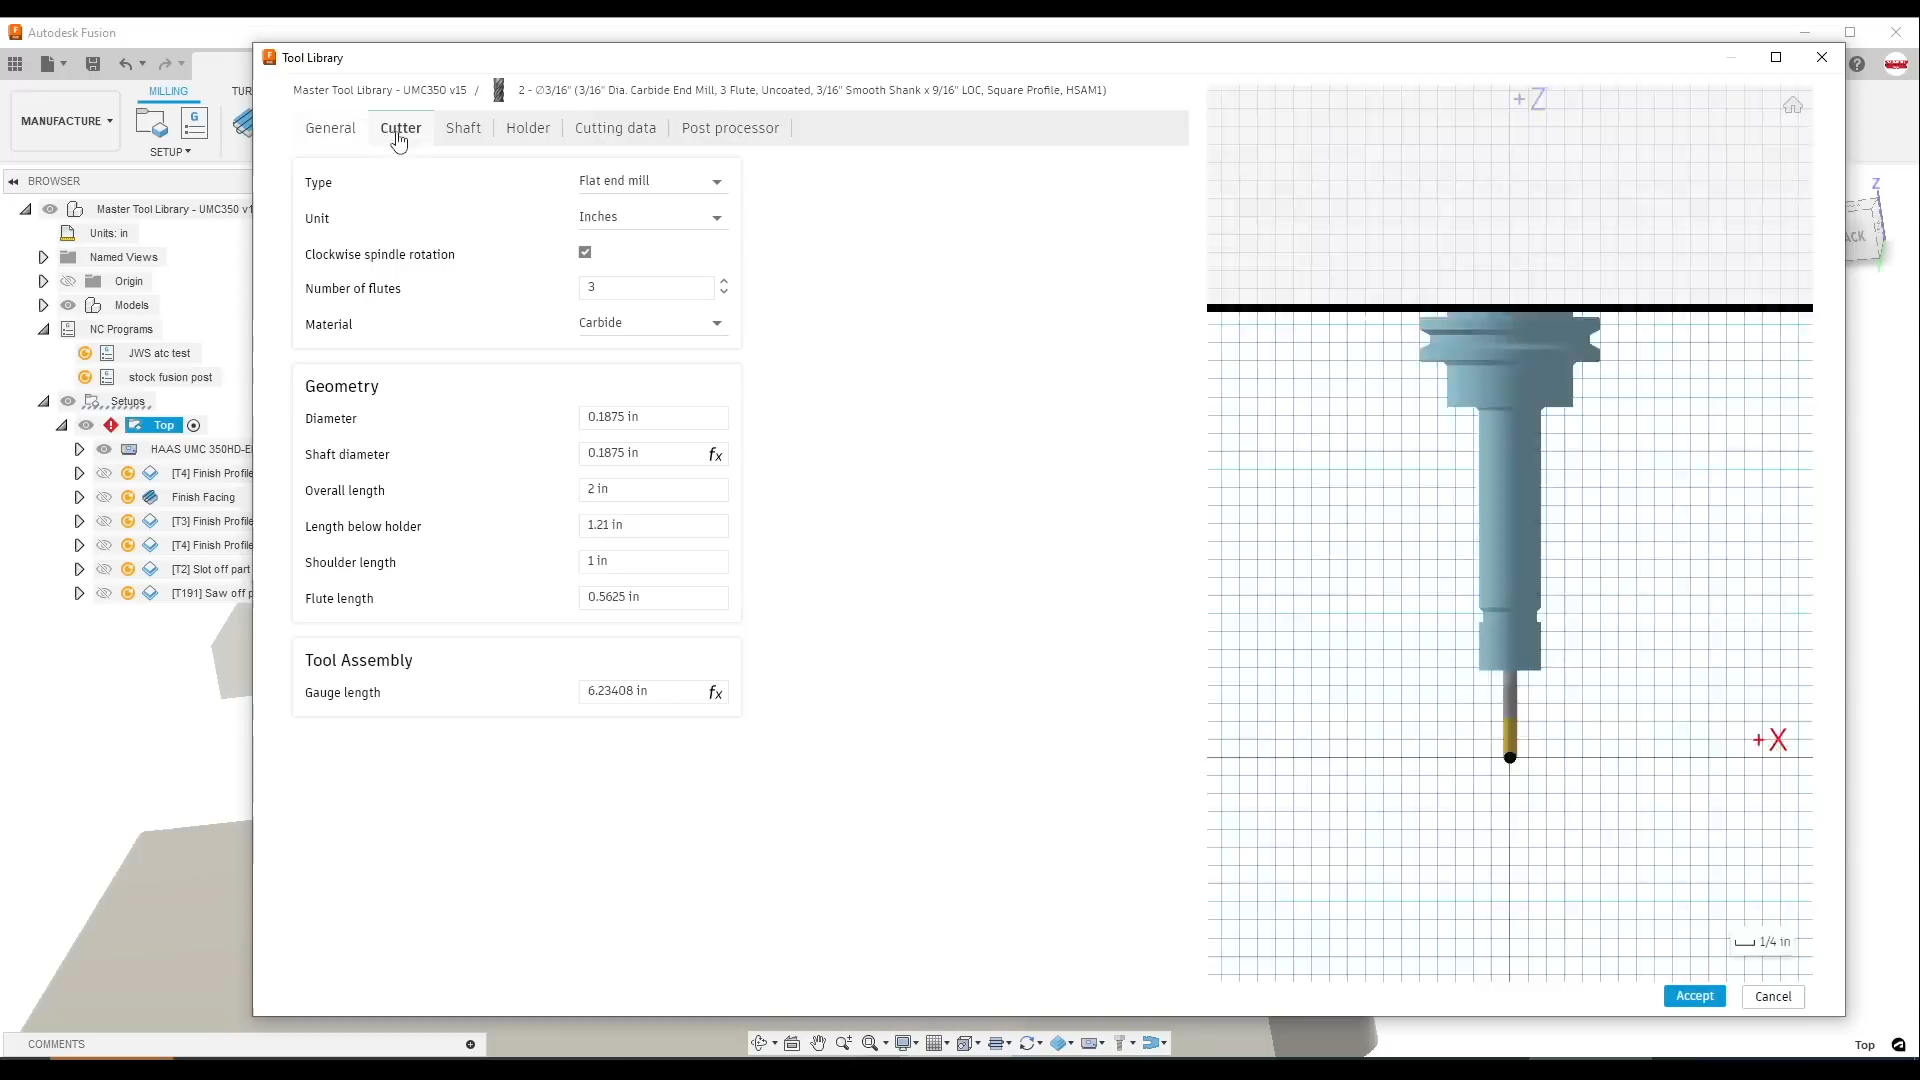 Autodesk Fusion
Tool Library
Master Tool Library - UMC350 v15 / 2 - ∅3/16" (3/16" Dia. Carbide End Mill, 3 Flute, Uncoated, 3/16" Smooth Shank x 9/16" LOC, Square Profile, HSAM1)
MILLING TUR
MANUFACTURE
SETUP
General Cutter Shaft Holder Cutting data Post processor
BROWSER
Master Tool Library - UMC350 v1
Units: in
Named Views
Origin
Models
NC Programs
JWS atc test
stock fusion post
Setups
Top
HAAS UMC 350HD-E
[T4] Finish Profile
Finish Facing
[T3] Finish Profile
[T4] Finish Profile
[T2] Slot off part
[T191] Saw off p
Type Flat end mill
Unit Inches
Clockwise spindle rotation
Number of flutes 3
Material Carbide
Geometry
Diameter 0.1875 in
Shaft diameter 0.1875 in fx
Overall length 2 in
Length below holder 1.21 in
Shoulder length 1 in
Flute length 0.5625 in
Tool Assembly
Gauge length 6.23408 in fx
+Z
+X
1/4 in
Z
ACK
Accept Cancel
COMMENTS
Top